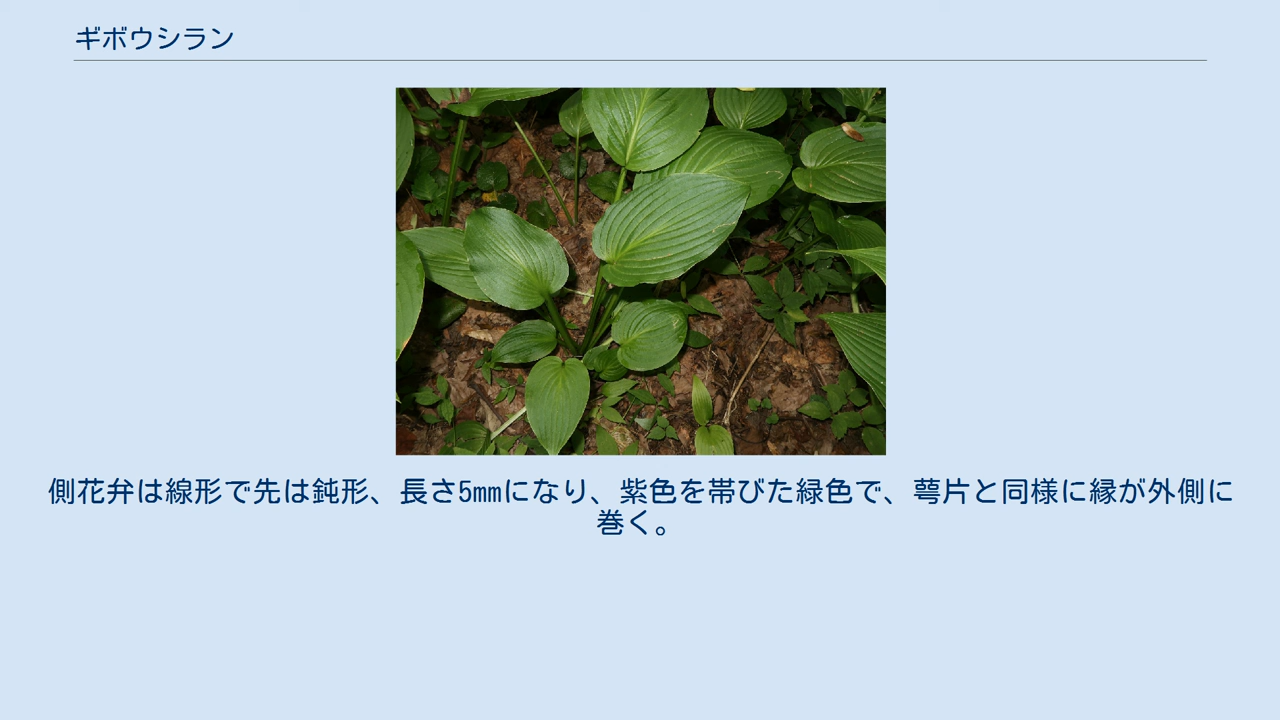 ギボウシラン
側花弁は線形で先は鈍形、長さ5mmになり、紫色を帯びた緑色で、萼片と同様に縁が外側に
巻く。